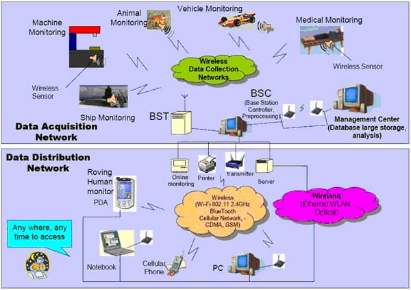 Machine
Monitoring
Animal
Monitoring
Vehicle Monitoring
Medical Monitoring
Wireless
Sensor
Ship Monitoring
Wireless
Data Collection
Networks
Wireless Sensor
BST
BSC
(Base Station
Controller,
Preprocessing)
Management Center
(Database large storage,
analysis)
Data Acquisition
Network
Data Distribution
Network
Roving
Human
monitor
PDA
Online
monitoring
Printer
transmitter
Server
Wireless
(Wi-Fi 802.11 2.4GHz
BlueTooth
Cellular Network, -
CDMA, GSM)
Wireland
(Ethernet WLAN,
Optical)
Any where, any
time to access
Notebook
Cellular
Phone
PC